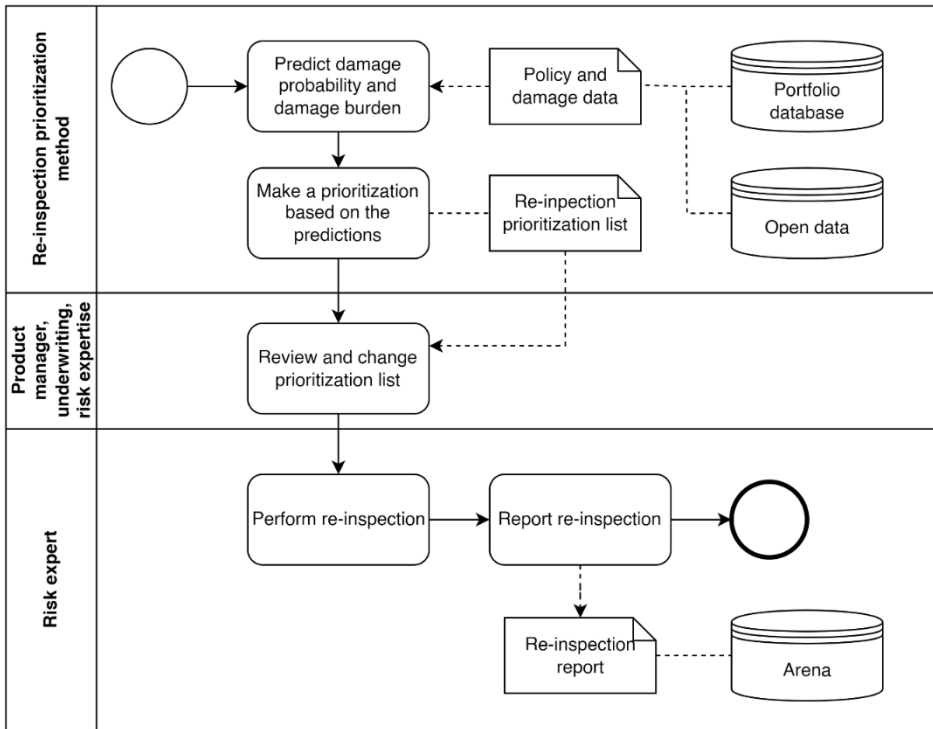 Re-inspection prioritization
method
Predict damage
probability and
damage burden
Policy and
damage data
Portfolio
database
Make a prioritization
based on the
predictions
Re-inpection
prioritization list
Open data
Product
manager,
underwriting,
risk expertise
Review and change
prioritization list
Risk expert
Perform re-inspection
Report re-inspection
Re-inspection
report
Arena